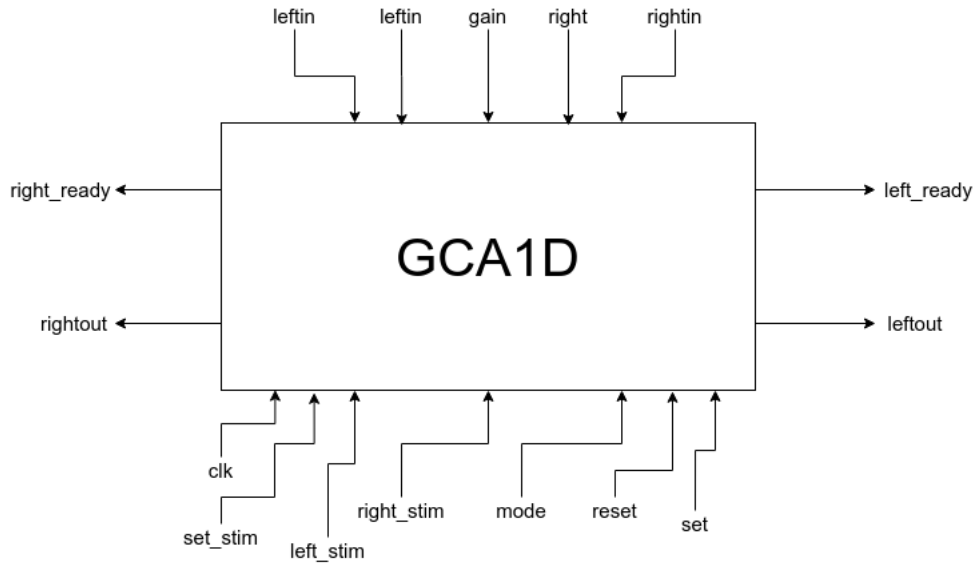 leftin
leftin
gain
right
rightin
right_ready
left_ready
GCA1D
rightout
leftout
clk
set_stim
left_stim
right_stim
mode
reset
set